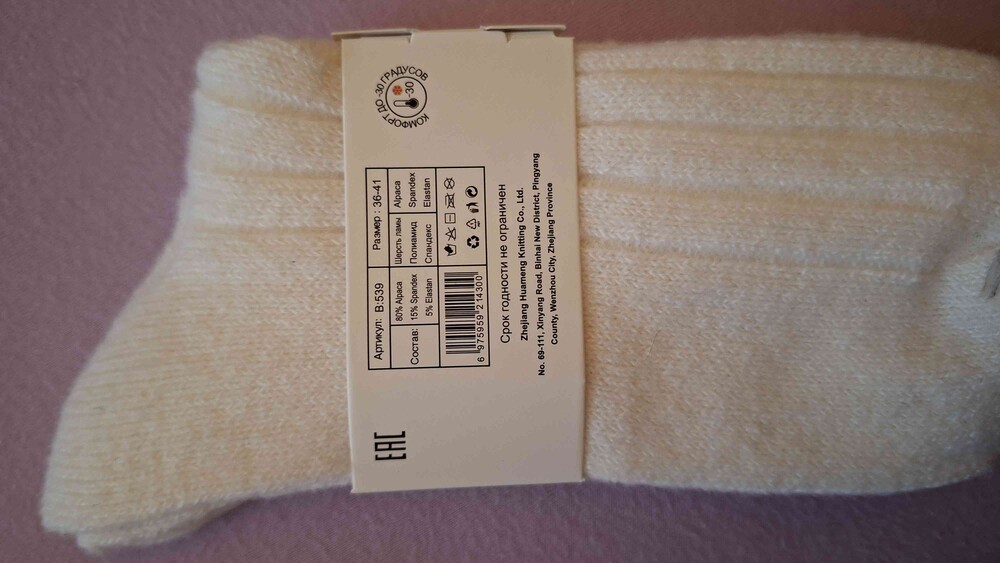 КОМФОРТ ДО -30 ГРАДУСОВ
-30
Артикул: B:539 Размер : 36-41
Состав:
80% Alpaca Шерсть ламы Alpaca
15% Spandex Полиамид Spandex
5% Elastan Спандекс Elastan
6 975959 214300
Срок годности не ограничен
Zhejiang Huameng Knitting Co., Ltd.
No. 69-111, Xinyang Road, Binhai New District, Pingyang
County, Wenzhou City, Zhejiang Province
EAC